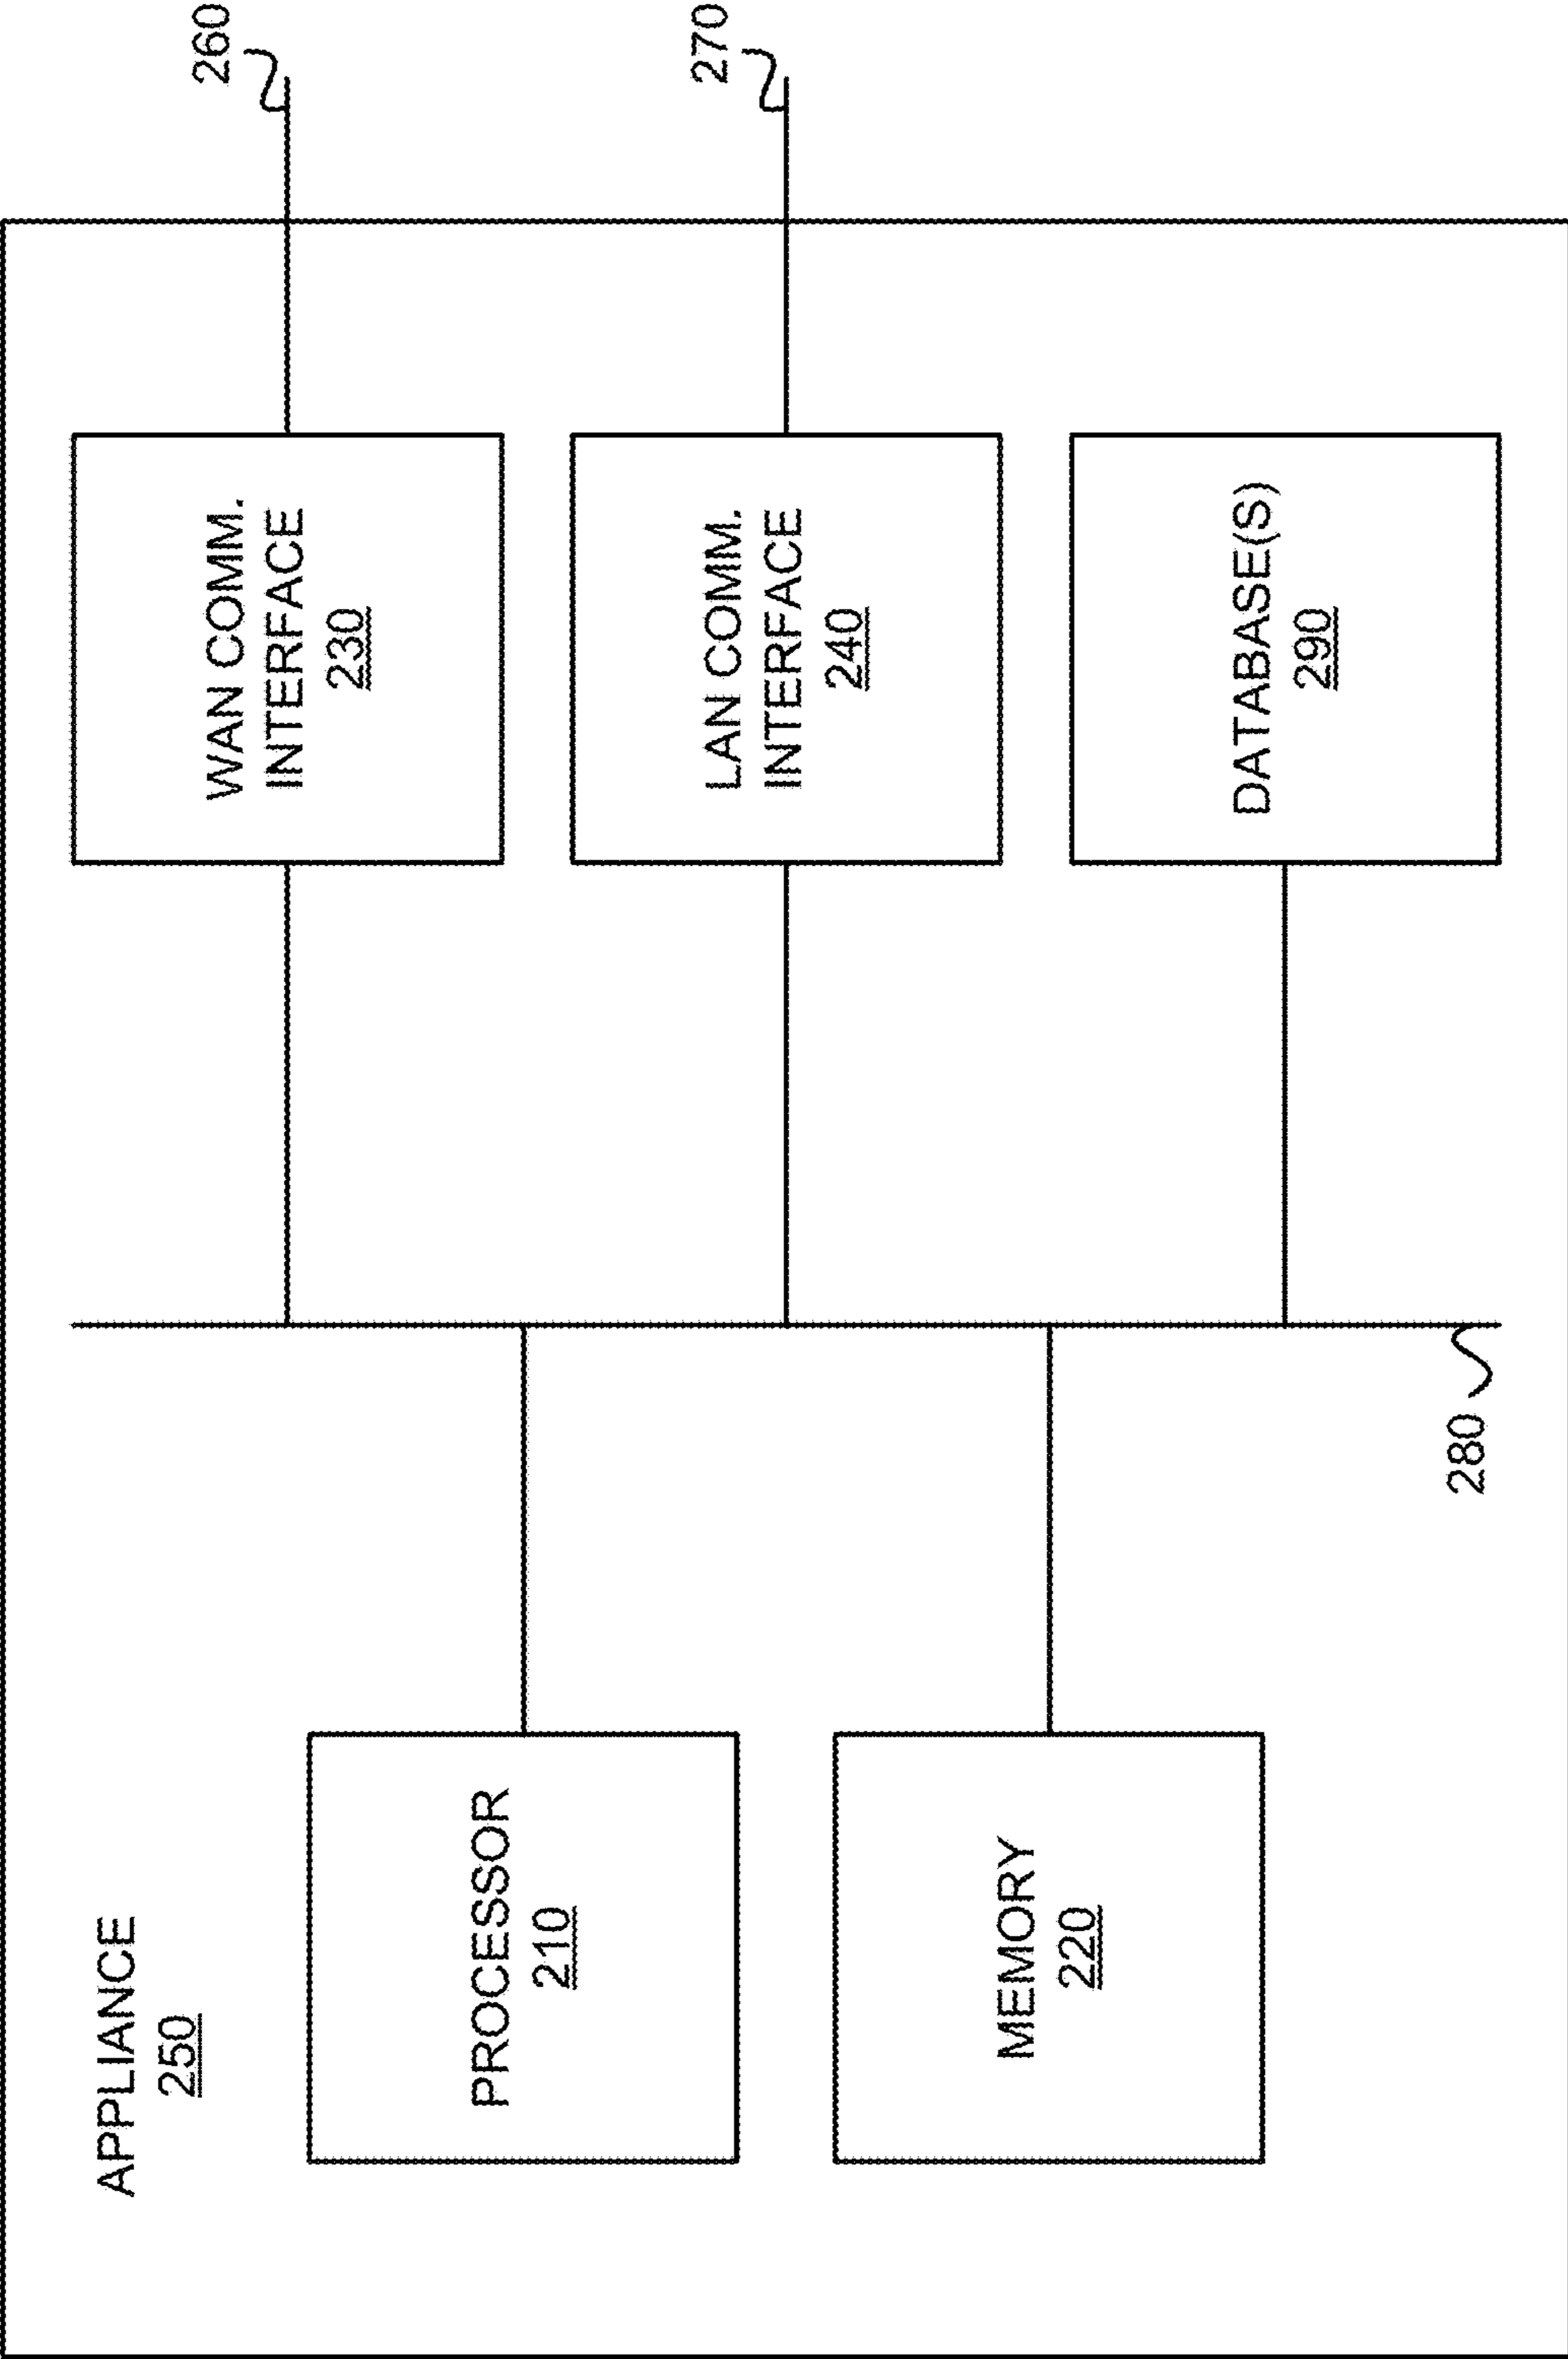 APPLIANCE
250
PROCESSOR
210
MEMORY
220
280
WAN COMM.
INTERFACE
230
LAN COMM.
INTERFACE
240
DATABASE(S)
290
260
270